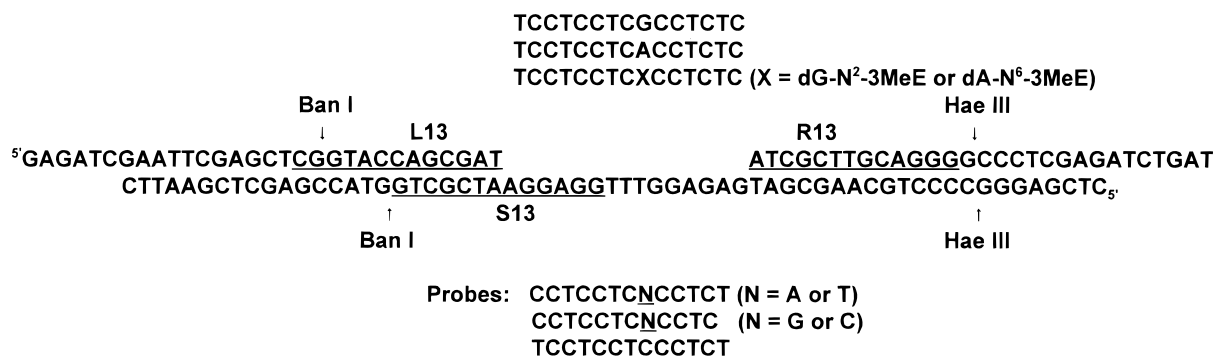 TCCTCCTCGCCTCTC
TCCTCCTCACCTCTC
TCCTCCTCXCCTCTC (X = dG-N²-3MeE or dA-N⁶-3MeE)
Ban I Hae III
L13 R13
5'GAGATCGAATTCGAGCTCGGTACCAGCGAT ATCGCTTGCAGGGGCCCTCGAGATCTGAT
CTTAAGCTCGAGCCATGGTCGCTAAGGAGGTTTGGAGAGTAGCGAACGTCCCCGGGAGCTC5'
S13
Ban I Hae III
Probes: CCTCCTCNCCTCT (N = A or T)
CCTCCTCNCCTC (N = G or C)
TCCTCCTCCCTCT